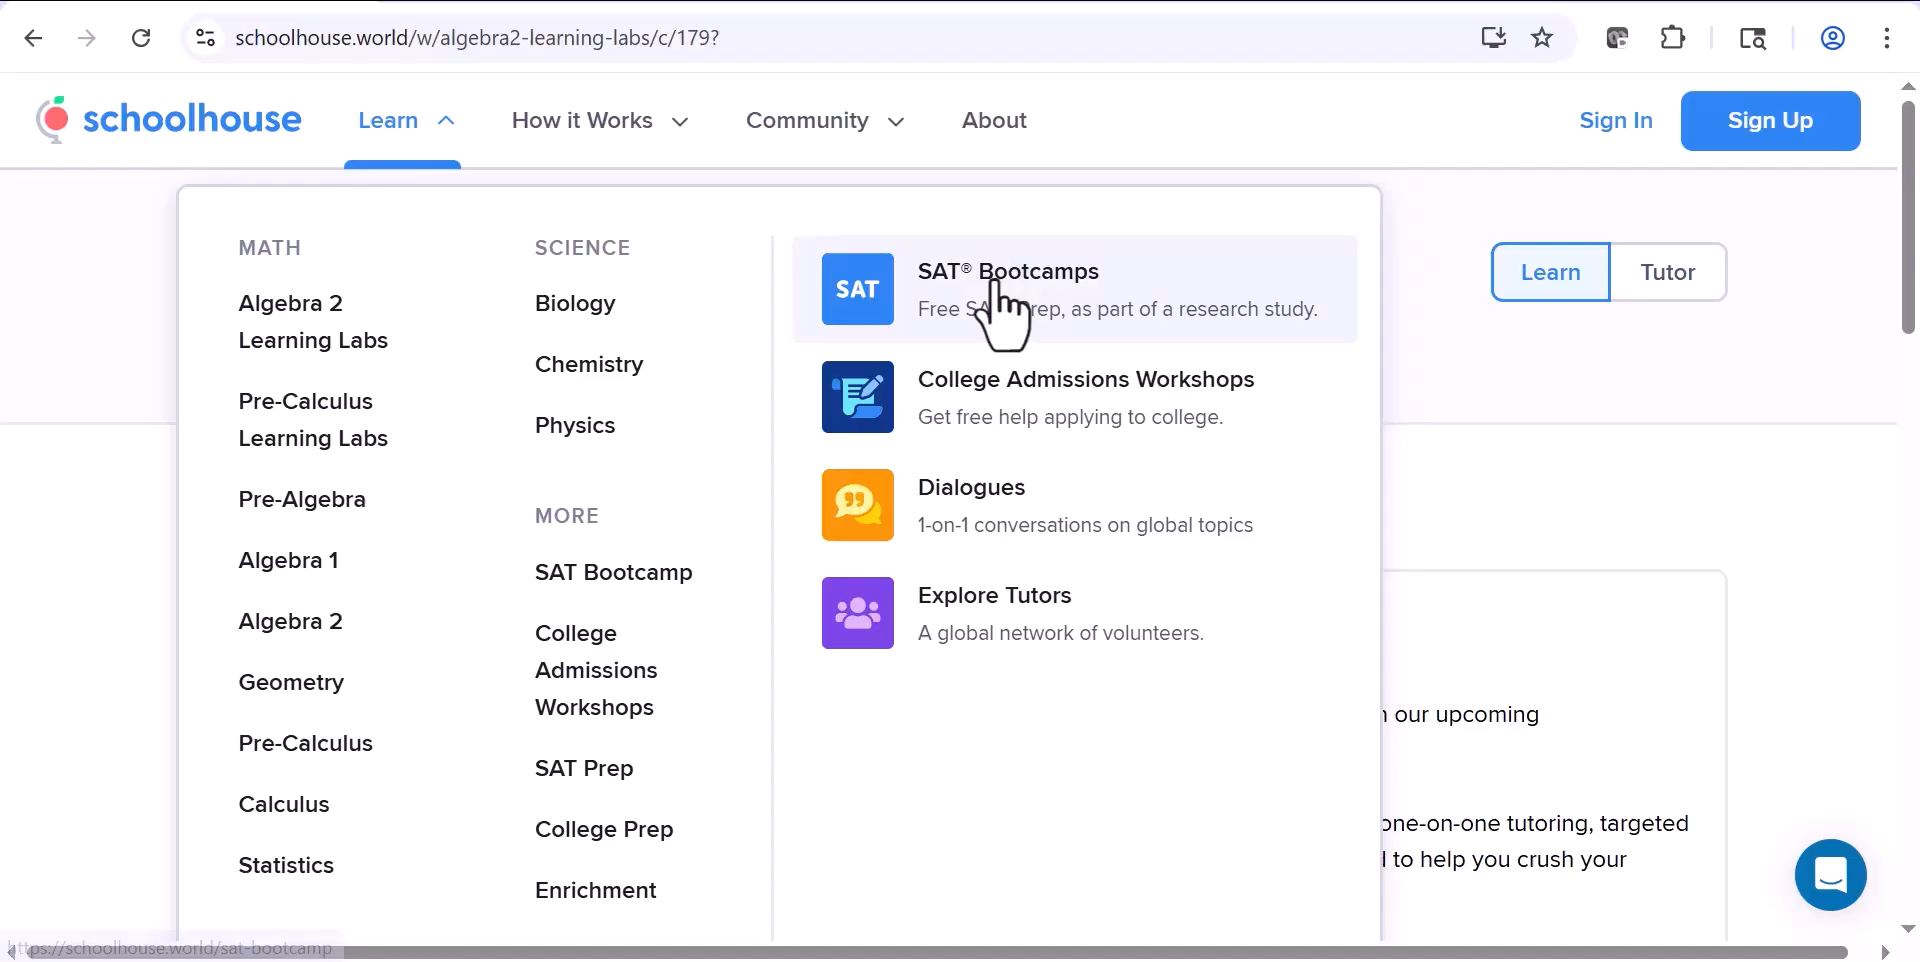 schoolhouse.world/w/algebra2-learning-labs/c/179?
schoolhouse
Learn
How it Works
Community
About
Sign In
Sign Up
MATH
Algebra 2
Learning Labs
Pre-Calculus
Learning Labs
Pre-Algebra
Algebra 1
Algebra 2
Geometry
Pre-Calculus
Calculus
Statistics
SCIENCE
Biology
Chemistry
Physics
MORE
SAT Bootcamp
College
Admissions
Workshops
SAT Prep
College Prep
Enrichment
SAT
SAT® Bootcamps
Free rep, as part of a research study.
College Admissions Workshops
Get free help applying to college.
Dialogues
1-on-1 conversations on global topics
Explore Tutors
A global network of volunteers.
Learn
Tutor
our upcoming
one-on-one tutoring, targeted
to help you crush your
https://schoolhouse.world/sat-bootcamp